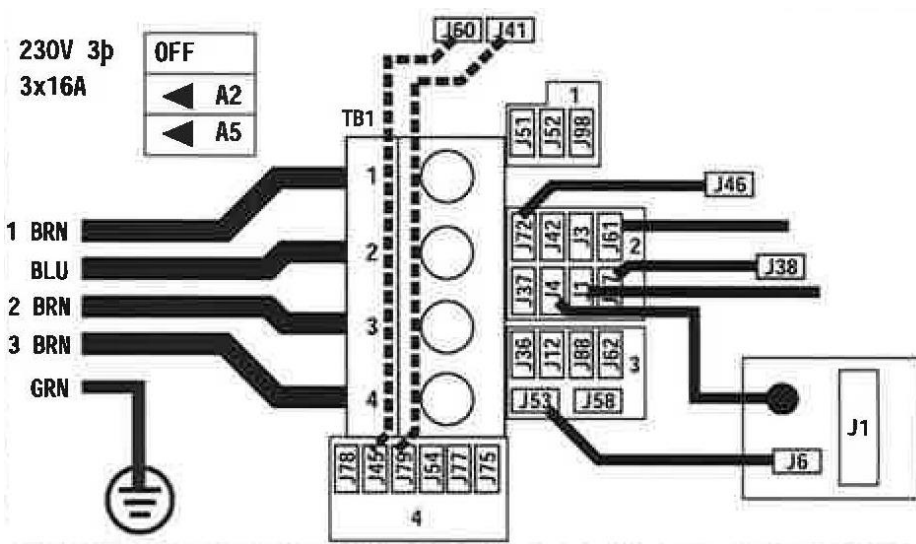 230V 3þ
3x16A
OFF
A2
A5
J60 J41
TB1
1
J51 J52 J98
1
2
3
4
J46
J72 J42 J3 J61
2
J37 J4 J1
J38
J36 J12 J88 J62
3
J53 J58
1 BRN
BLU
2 BRN
3 BRN
GRN
J1
J6
J78 J45 J79 J54 J77 J75
4